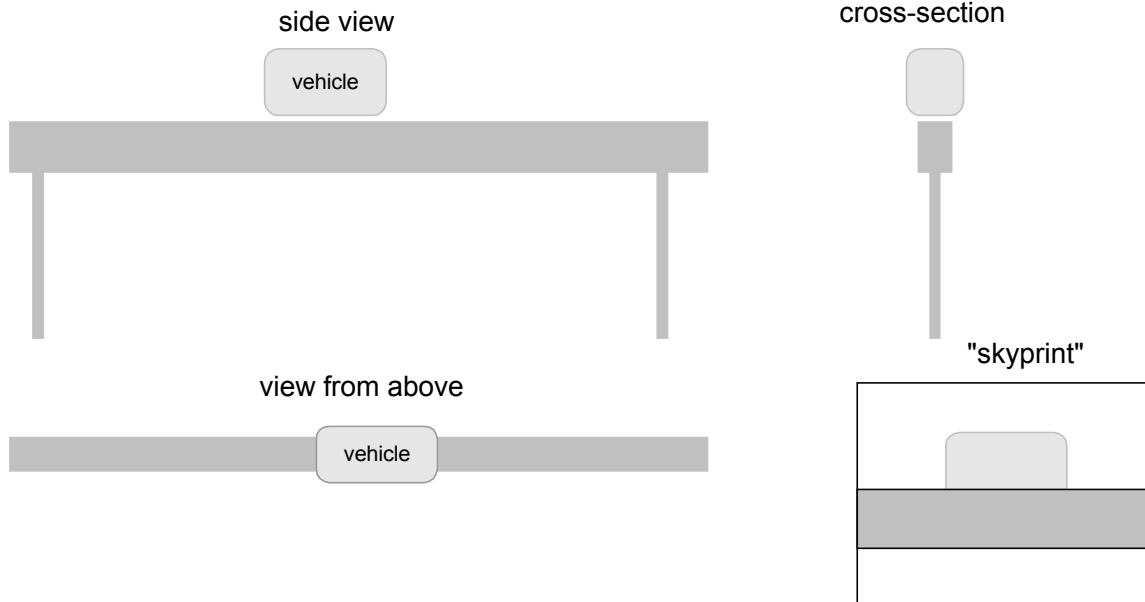 side view
cross-section
vehicle
"skyprint"
view from above
vehicle